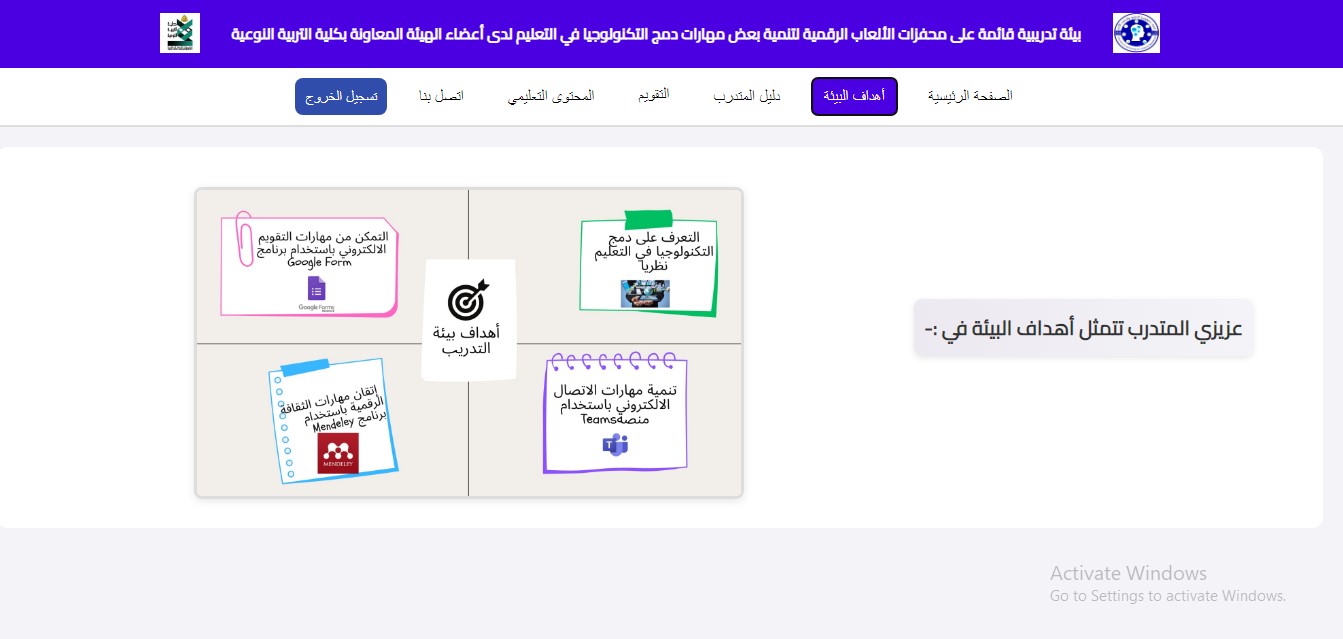 بيئة تدريبية قائمة على محفزات الألعاب الرقمية لتنمية بعض مهارات دمج التكنولوجيا في التعليم لدى أعضاء الهيئة المعاونة بكلية التربية النوعية
الصفحة الرئيسية
أهداف البيئة
دليل المتدرب
التقويم
المحتوى التعليمي
اتصل بنا
تسجيل الخروج
عزيزي المتدرب تتمثل أهداف البيئة في :-
التعرف على دمج
التكنولوجيا في التعليم
نظريا
التمكن من مهارات التقويم
الالكتروني باستخدام برنامج
Google Form
Google Forms
أهداف بيئة
التدريب
تنمية مهارات الاتصال
الالكتروني باستخدام
منصةTeams
إتقان مهارات الثقافة
الرقمية باستخدام
برنامج Mendeley
MENDELEY
Activate Windows
Go to Settings to activate Windows.